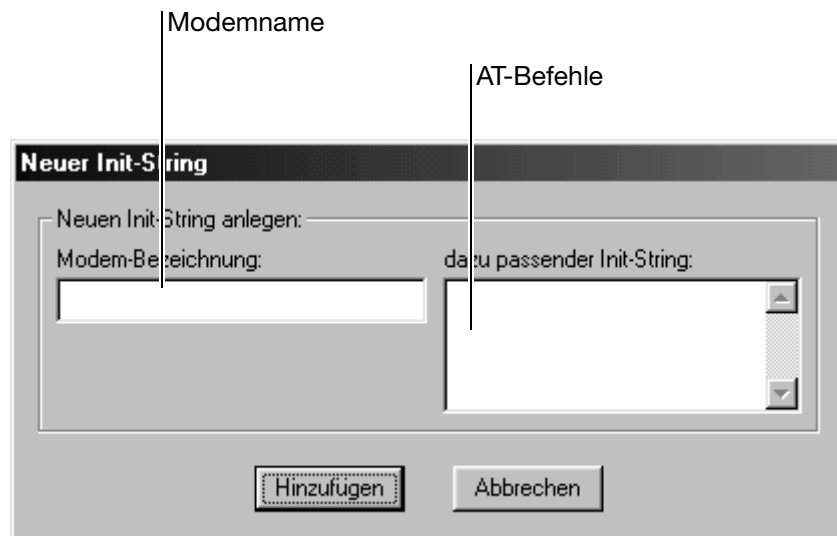 Modemname
AT-Befehle
Neuer Init-String
Neuen Init-String anlegen:
Modem-Bezeichnung:
dazu passender Init-String:
Hinzufügen
Abbrechen